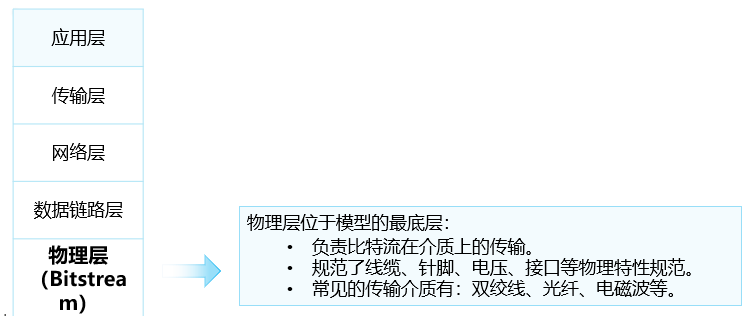 应用层
传输层
网络层
数据链路层
物理层
（Bitstrea
m）
物理层位于模型的最底层：
• 负责比特流在介质上的传输。
• 规范了线缆、针脚、电压、接口等物理特性规范。
• 常见的传输介质有：双绞线、光纤、电磁波等。